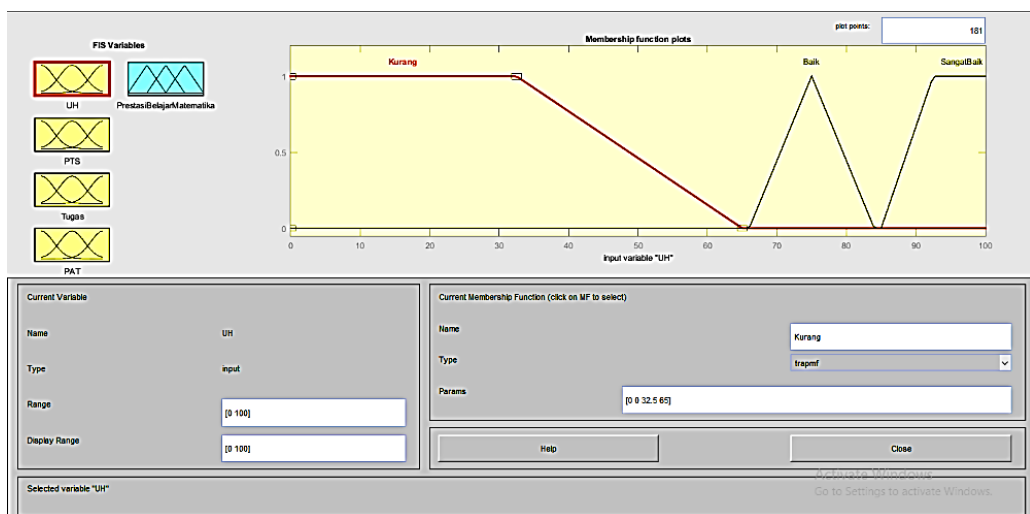 plot points:
181
FIS Variables
Membership function plots
UH
PrestasiBelajarMatematika
PTS
Tugas
PAT
Kurang
Baik
SangatBaik
1
0.5
0
0 10 20 30 40 50 60 70 80 90 100
input variable "UH"
Current Variable
Name UH
Type input
Range [0 100]
Display Range [0 100]
Current Membership Function (click on MF to select)
Name Kurang
Type trapmf
Params [0 0 32.5 65]
Help Close
Selected variable "UH"
Activate Windows
Go to Settings to activate Windows.